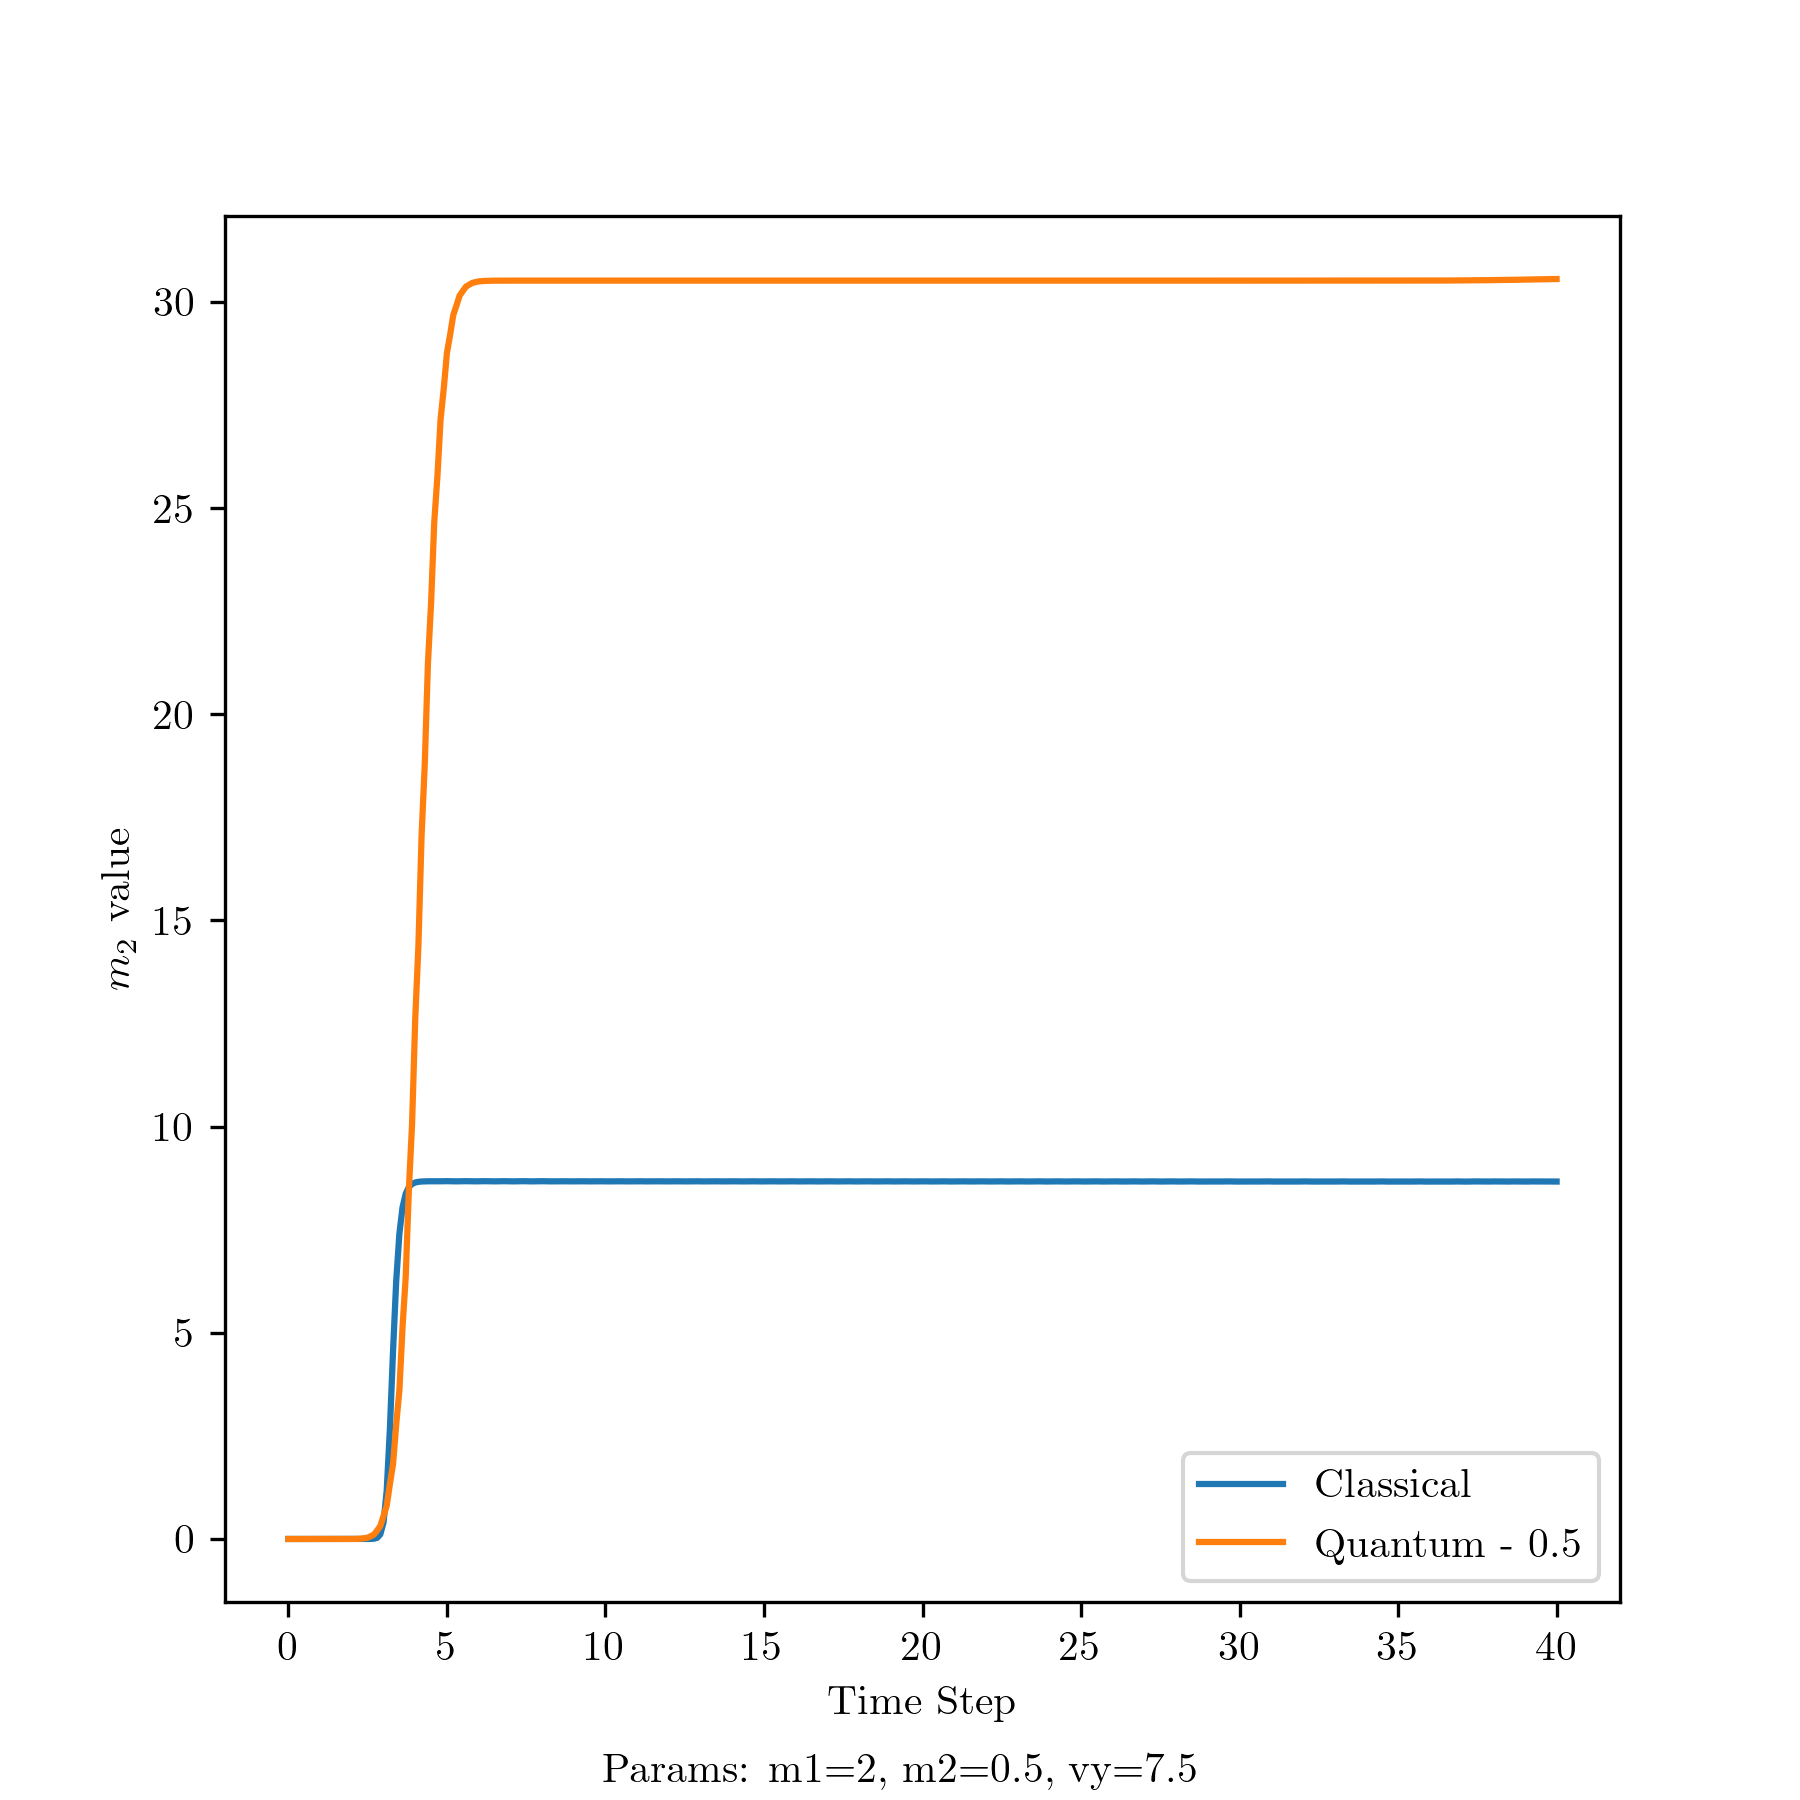 30
25
20
15
10
5
0
m₂ value
Classical
Quantum - 0.5
0 5 10 15 20 25 30 35 40
Time Step
Params: m1=2, m2=0.5, vy=7.5